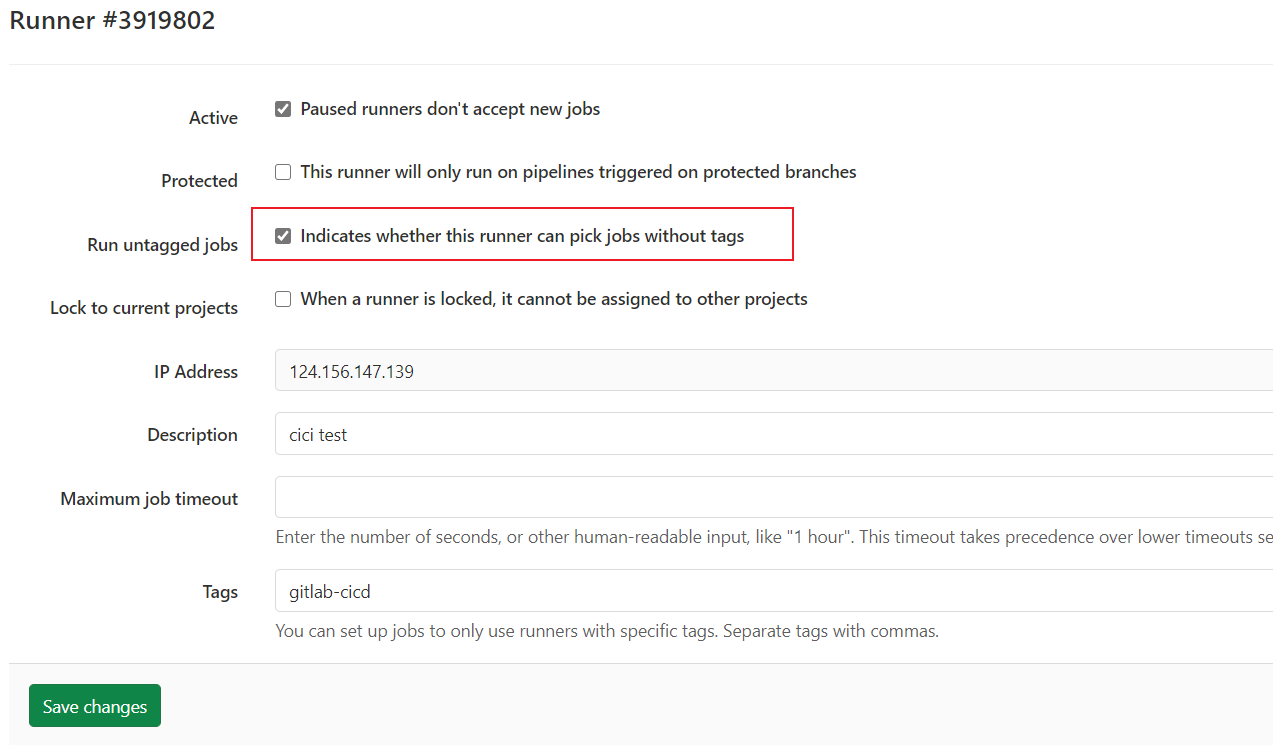 Runner #3919802
Active
Paused runners don't accept new jobs
Protected
This runner will only run on pipelines triggered on protected branches
Run untagged jobs
Indicates whether this runner can pick jobs without tags
Lock to current projects
When a runner is locked, it cannot be assigned to other projects
IP Address
124.156.147.139
Description
cici test
Maximum job timeout
Enter the number of seconds, or other human-readable input, like "1 hour". This timeout takes precedence over lower timeouts se
Tags
gitlab-cicd
You can set up jobs to only use runners with specific tags. Separate tags with commas.
Save changes